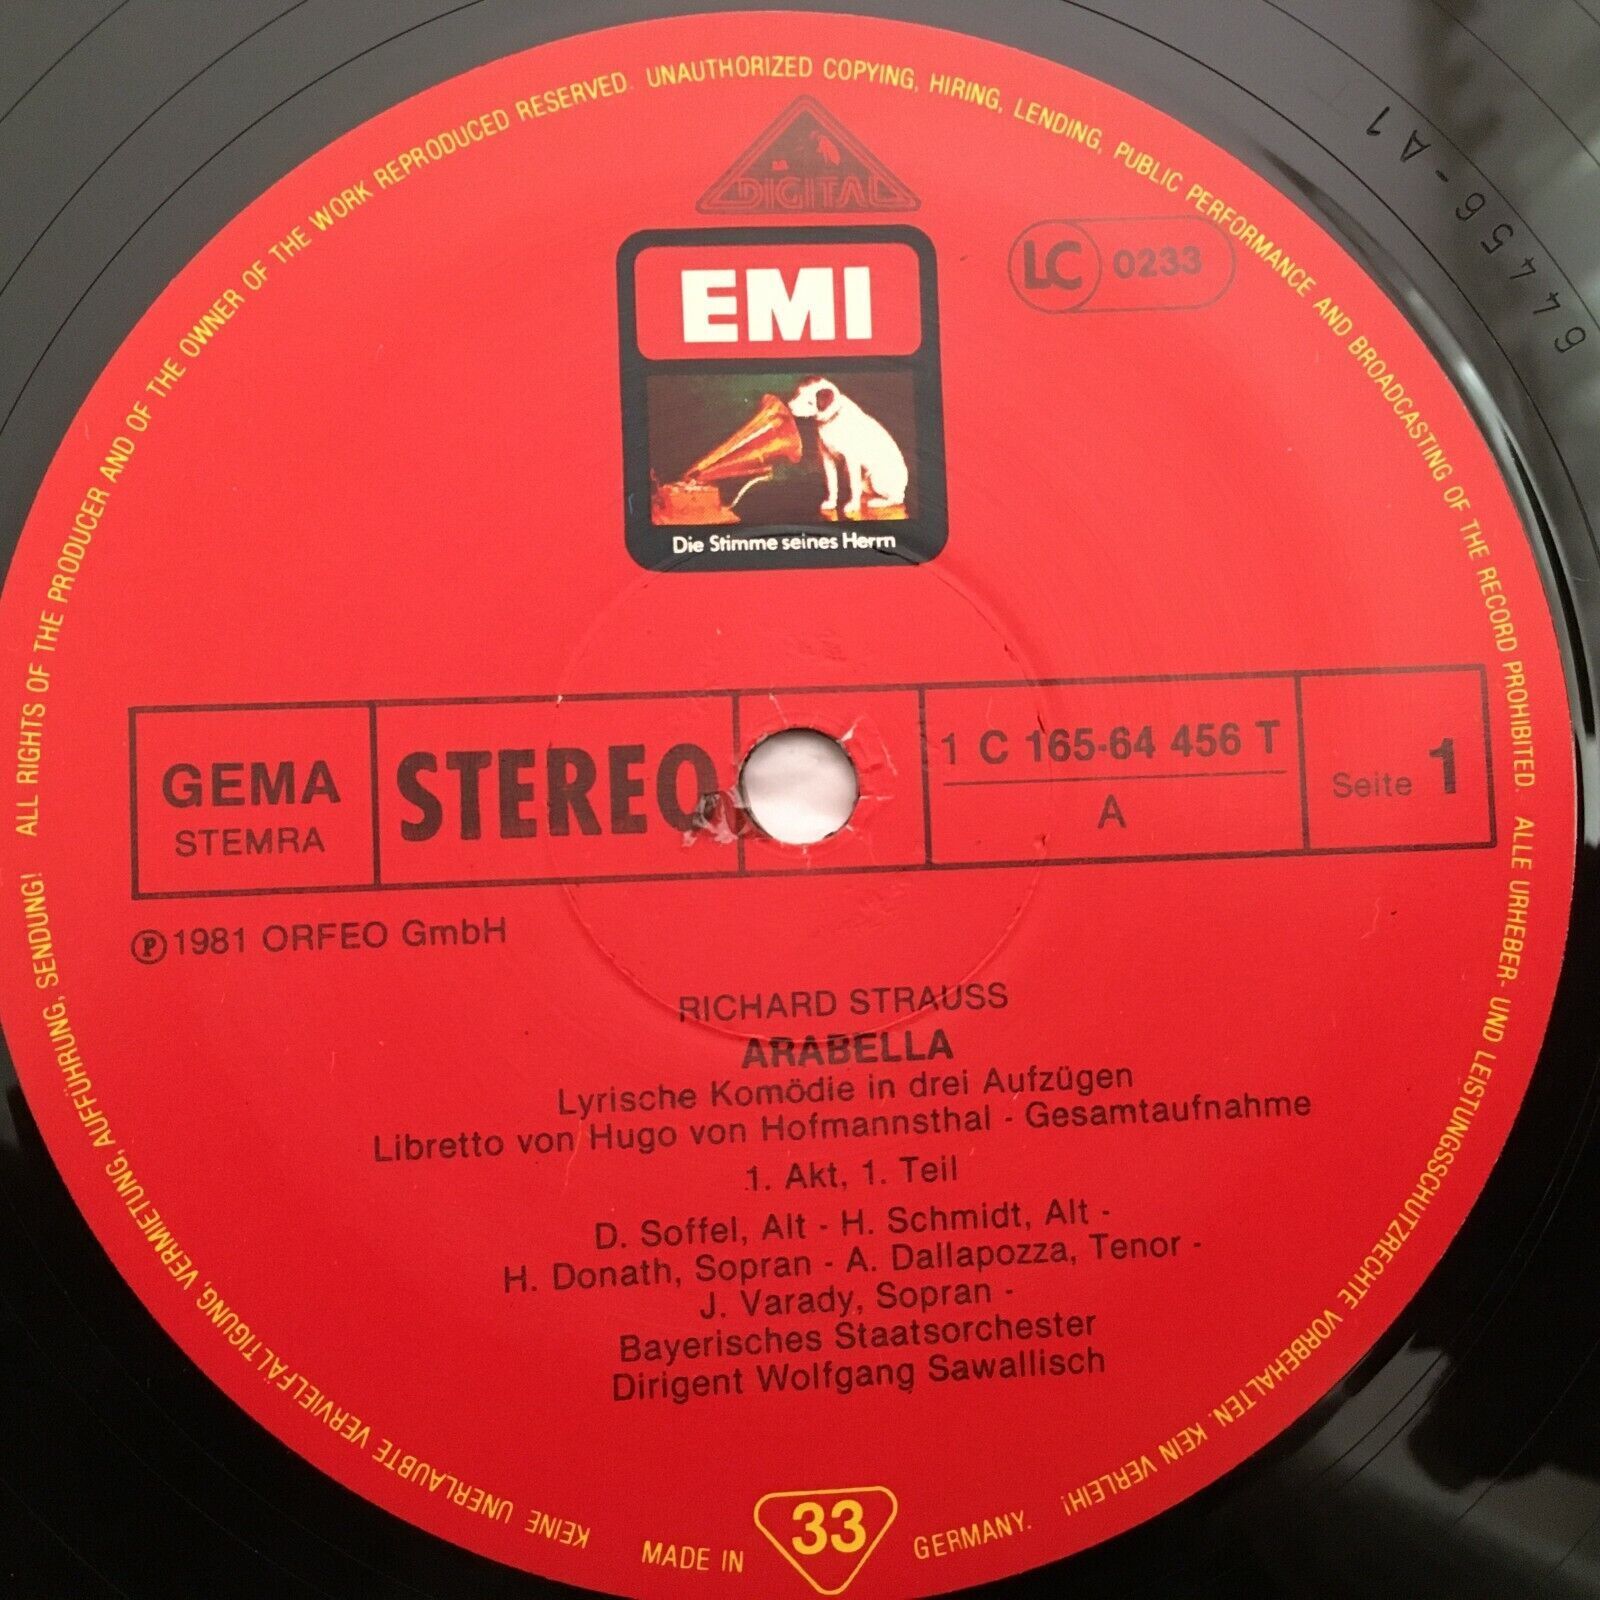 ALL RIGHTS OF THE PRODUCER AND OF THE OWNER OF THE WORK REPRODUCED RESERVED. UNAUTHORIZED COPYING, HIRING, LENDING, PUBLIC PERFORMANCE AND BROADCASTING OF THE RECORD PROHIBITED. ALLE URHEBER- UND LEISTUNGSSCHUTZRECHTE VORBEHALTEN. KEIN VERLEIH! KEINE UNERLAUBTE VERVIELFÄLTIGUNG, VERMIETUNG, AUFFÜHRUNG, SENDUNG!
DIGITAL
EMI
LC 0233
Die Stimme seines Herrn
64456-A1
GEMA
STEMRA
STEREO
1 C 165-64 456 T
A
Seite 1
Ⓟ 1981 ORFEO GmbH
RICHARD STRAUSS
ARABELLA
Lyrische Komödie in drei Aufzügen
Libretto von Hugo von Hofmannsthal - Gesamtaufnahme
1. Akt, 1. Teil
D. Soffel, Alt - H. Schmidt, Alt -
H. Donath, Sopran - A. Dallapozza, Tenor -
J. Varady, Sopran -
Bayerisches Staatsorchester
Dirigent Wolfgang Sawallisch
MADE IN 33 GERMANY.